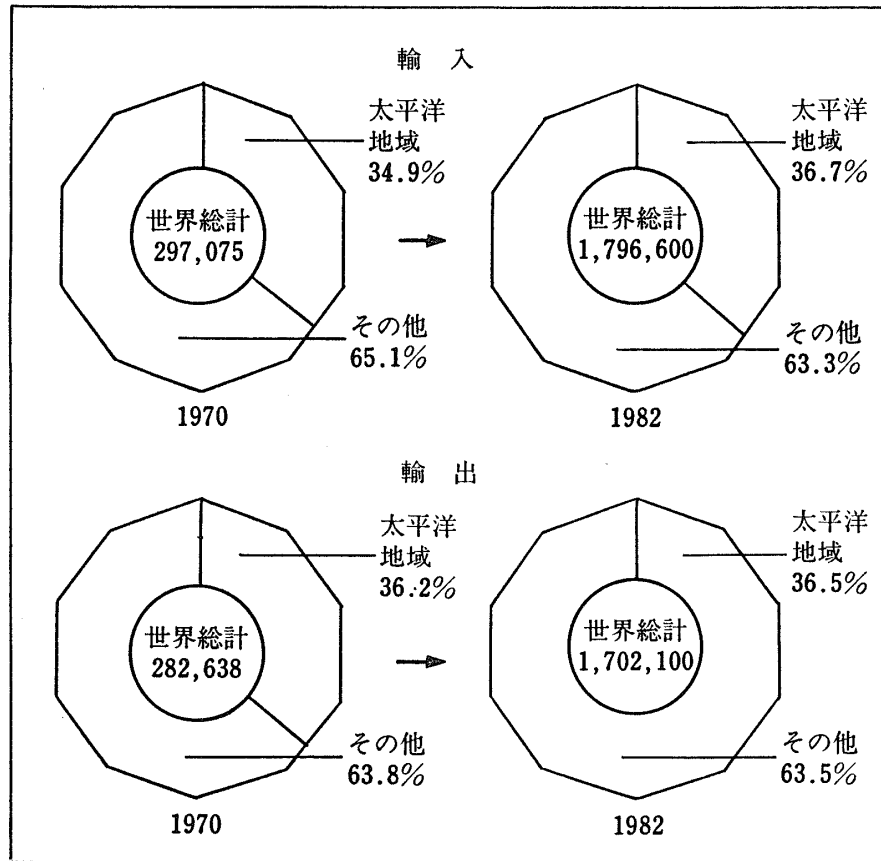 輸入
太平洋
地域
34.9%
世界総計
297,075
その他
65.1%
1970
太平洋
地域
36.7%
世界総計
1,796,600
その他
63.3%
1982
輸出
太平洋
地域
36.2%
世界総計
282,638
その他
63.8%
1970
太平洋
地域
36.5%
世界総計
1,702,100
その他
63.5%
1982